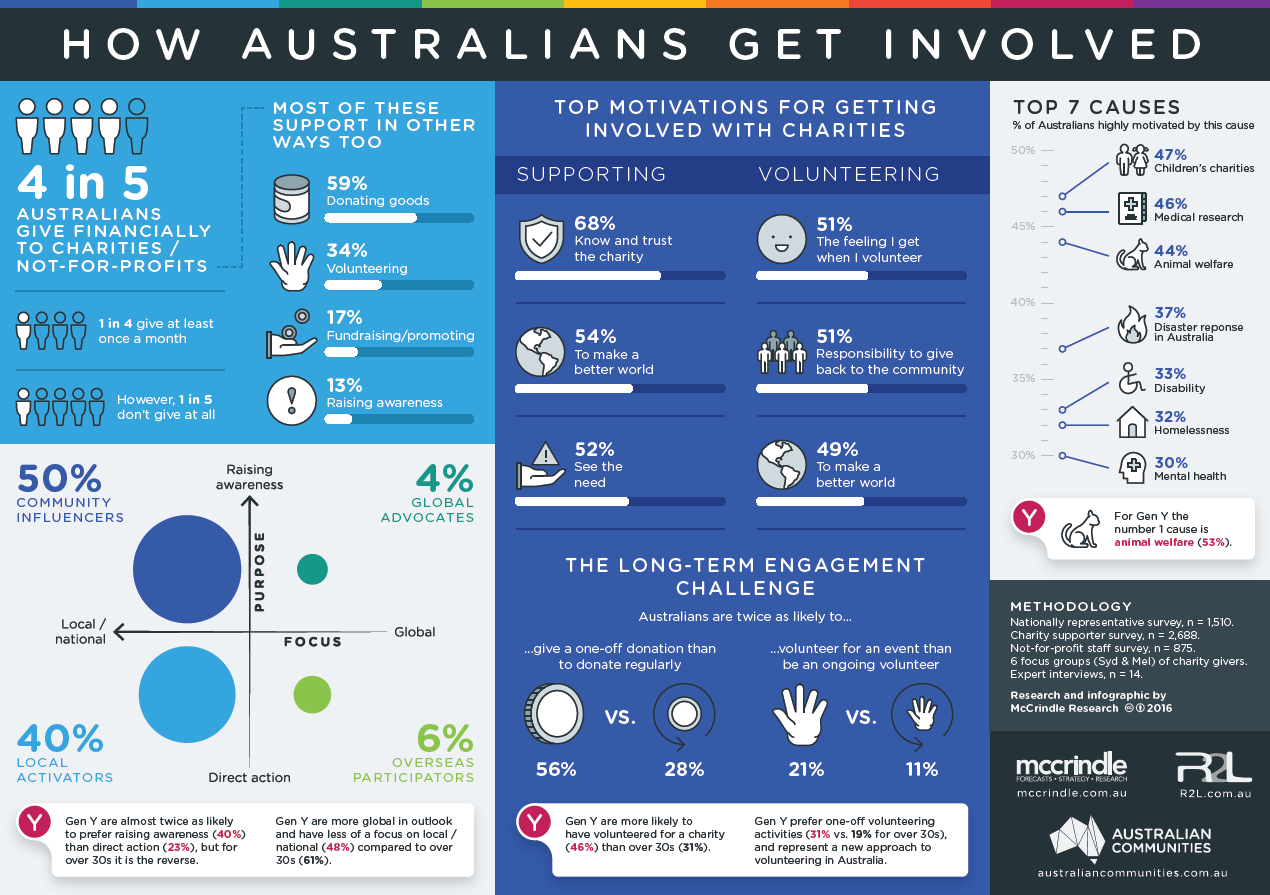 HOW AUSTRALIANS GET INVOLVED
4 in 5
AUSTRALIANS
GIVE FINANCIALLY
TO CHARITIES /
NOT-FOR-PROFITS
1 in 4 give at least
once a month
However, 1 in 5
don't give at all
MOST OF THESE
SUPPORT IN OTHER
WAYS TOO
59%
Donating goods
34%
Volunteering
17%
Fundraising/promoting
13%
Raising awareness
50%
COMMUNITY
INFLUENCERS
Raising
awareness
4%
GLOBAL
ADVOCATES
PURPOSE
Local /
national
FOCUS
Global
40%
LOCAL
ACTIVATORS
Direct action
6%
OVERSEAS
PARTICIPATORS
Y
Gen Y are almost twice as likely
to prefer raising awareness (40%)
than direct action (23%), but for
over 30s it is the reverse.
Gen Y are more global in outlook
and have less of a focus on local /
national (48%) compared to over
30s (61%).
TOP MOTIVATIONS FOR GETTING
INVOLVED WITH CHARITIES
SUPPORTING
68%
Know and trust
the charity
54%
To make a
better world
52%
See the
need
VOLUNTEERING
51%
The feeling I get
when I volunteer
51%
Responsibility to give
back to the community
49%
To make a
better world
THE LONG-TERM ENGAGEMENT
CHALLENGE
Australians are twice as likely to...
...give a one-off donation than
to donate regularly
VS.
56%
28%
...volunteer for an event than
be an ongoing volunteer
VS.
21%
11%
Y
Gen Y are more likely to
have volunteered for a charity
(46%) than over 30s (31%).
Gen Y prefer one-off volunteering
activities (31% vs. 19% for over 30s),
and represent a new approach to
volunteering in Australia.
TOP 7 CAUSES
% of Australians highly motivated by this cause
50%
45%
40%
35%
30%
47%
Children's charities
46%
Medical research
44%
Animal welfare
37%
Disaster reponse
in Australia
33%
Disability
32%
Homelessness
30%
Mental health
Y
For Gen Y the
number 1 cause is
animal welfare (53%).
METHODOLOGY
Nationally representative survey, n = 1,510.
Charity supporter survey, n = 2,688.
Not-for-profit staff survey, n = 875.
6 focus groups (Syd & Mel) of charity givers.
Expert interviews, n = 14.
Research and infographic by
McCrindle Research 2016
mccrindle
FORECASTS • STRATEGY • RESEARCH
mccrindle.com.au
R2L
R2L.com.au
AUSTRALIAN
COMMUNITIES
australiancommunities.com.au